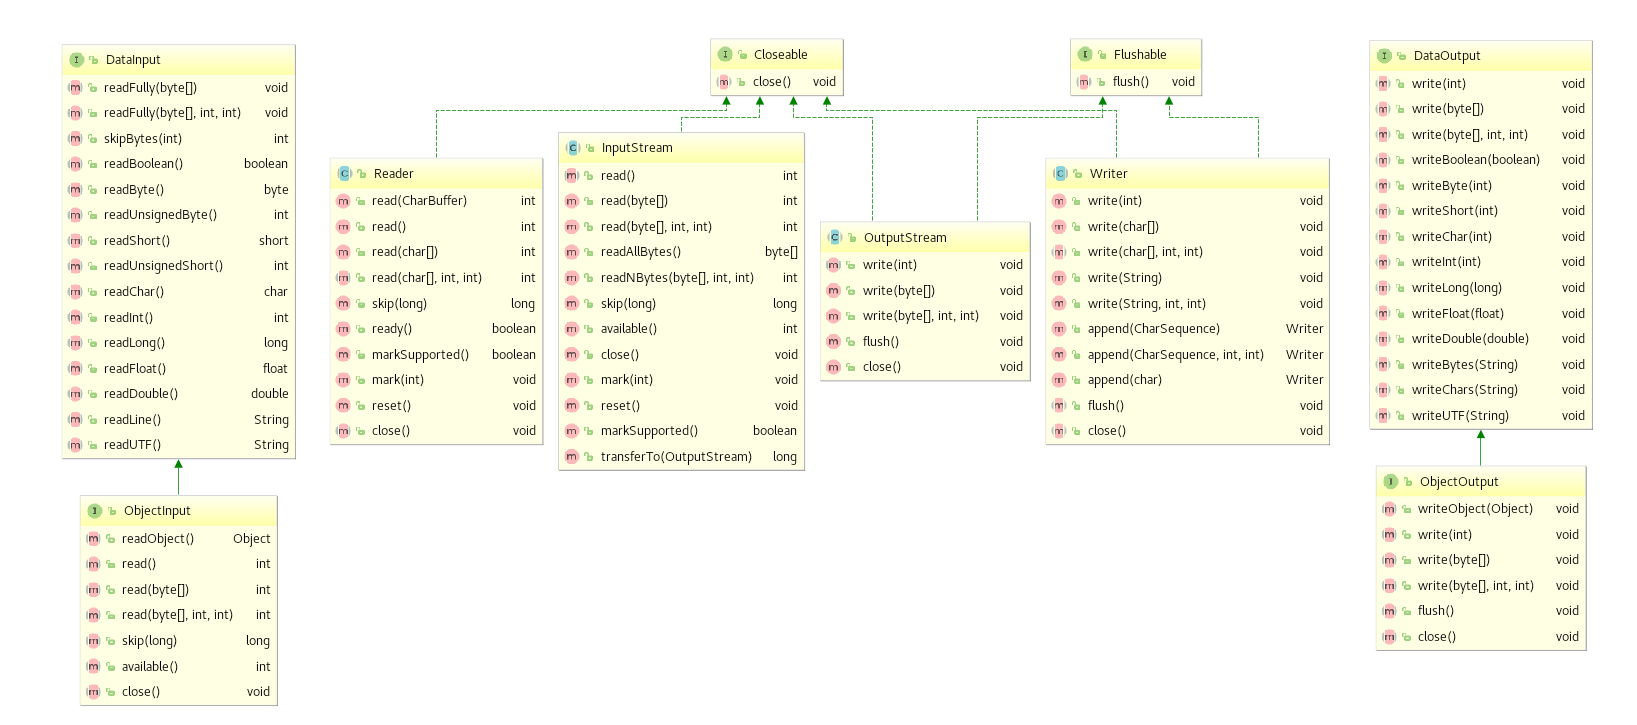 DataInput
readFully(byte[]) void
readFully(byte[], int, int) void
skipBytes(int) int
readBoolean() boolean
readByte() byte
readUnsignedByte() int
readShort() short
readUnsignedShort() int
readChar() char
readInt() int
readLong() long
readFloat() float
readDouble() double
readLine() String
readUTF() String
ObjectInput
readObject() Object
read() int
read(byte[]) int
read(byte[], int, int) int
skip(long) long
available() int
close() void
Closeable
close() void
Flushable
flush() void
Reader
read(CharBuffer) int
read() int
read(char[]) int
read(char[], int, int) int
skip(long) long
ready() boolean
markSupported() boolean
mark(int) void
reset() void
close() void
InputStream
read() int
read(byte[]) int
read(byte[], int, int) int
readAllBytes() byte[]
readNBytes(byte[], int, int) int
skip(long) long
available() int
close() void
mark(int) void
reset() void
markSupported() boolean
transferTo(OutputStream) long
OutputStream
write(int) void
write(byte[]) void
write(byte[], int, int) void
flush() void
close() void
Writer
write(int) void
write(char[]) void
write(char[], int, int) void
write(String) void
write(String, int, int) void
append(CharSequence) Writer
append(CharSequence, int, int) Writer
append(char) Writer
flush() void
close() void
DataOutput
write(int) void
write(byte[]) void
write(byte[], int, int) void
writeBoolean(boolean) void
writeByte(int) void
writeShort(int) void
writeChar(int) void
writeInt(int) void
writeLong(long) void
writeFloat(float) void
writeDouble(double) void
writeBytes(String) void
writeChars(String) void
writeUTF(String) void
ObjectOutput
writeObject(Object) void
write(int) void
write(byte[]) void
write(byte[], int, int) void
flush() void
close() void